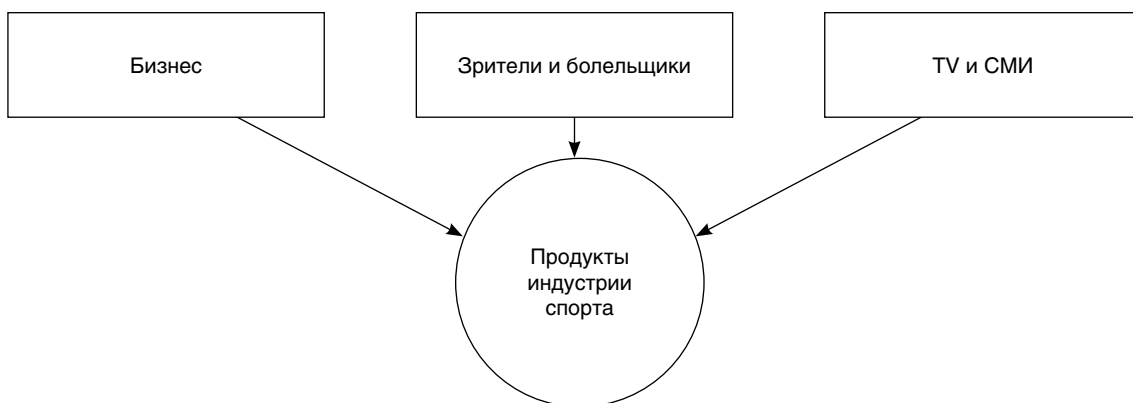 Бизнес
Зрители и болельщики
TV и СМИ
Продукты
индустрии
спорта